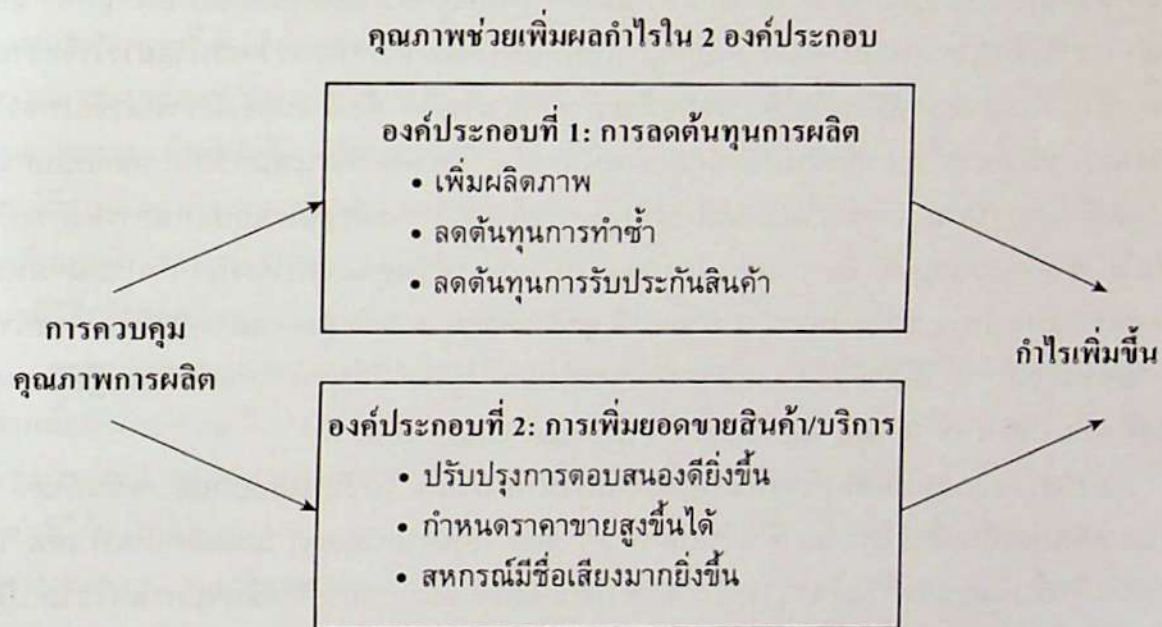 คุณภาพช่วยเพิ่มผลกำไรใน 2 องค์ประกอบ
องค์ประกอบที่ 1: การลดต้นทุนการผลิต
• เพิ่มผลิตภาพ
• ลดต้นทุนการทำซ้ำ
• ลดต้นทุนการรับประกันสินค้า
การควบคุม
คุณภาพการผลิต
กำไรเพิ่มขึ้น
องค์ประกอบที่ 2: การเพิ่มยอดขายสินค้า/บริการ
• ปรับปรุงการตอบสนองดียิ่งขึ้น
• กำหนดราคาขายสูงขึ้นได้
• สหกรณ์มีชื่อเสียงมากยิ่งขึ้น